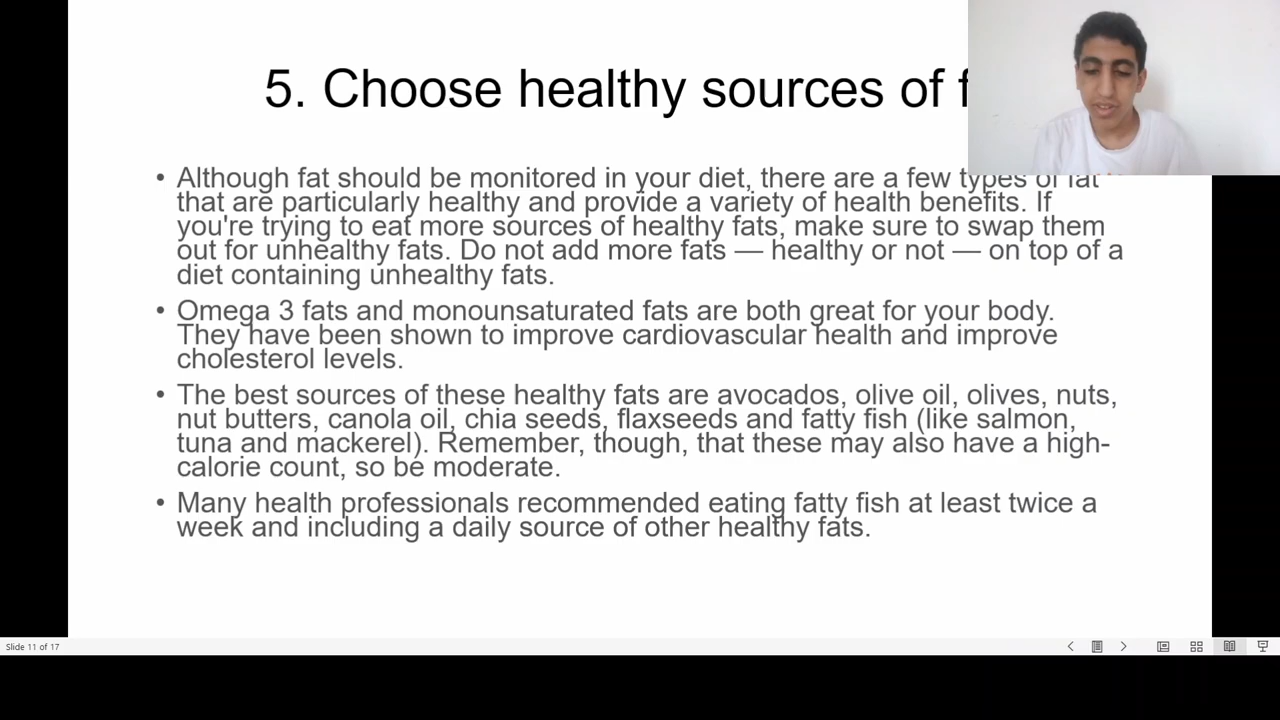 5. Choose healthy sources of
• Although fat should be monitored in your diet, there are a few types of fat
that are particularly healthy and provide a variety of health benefits. If
you're trying to eat more sources of healthy fats, make sure to swap them
out for unhealthy fats. Do not add more fats — healthy or not — on top of a
diet containing unhealthy fats.
• Omega 3 fats and monounsaturated fats are both great for your body.
They have been shown to improve cardiovascular health and improve
cholesterol levels.
• The best sources of these healthy fats are avocados, olive oil, olives, nuts,
nut butters, canola oil, chia seeds, flaxseeds and fatty fish (like salmon,
tuna and mackerel). Remember, though, that these may also have a high-
calorie count, so be moderate.
• Many health professionals recommended eating fatty fish at least twice a
week and including a daily source of other healthy fats.
Slide 11 of 17